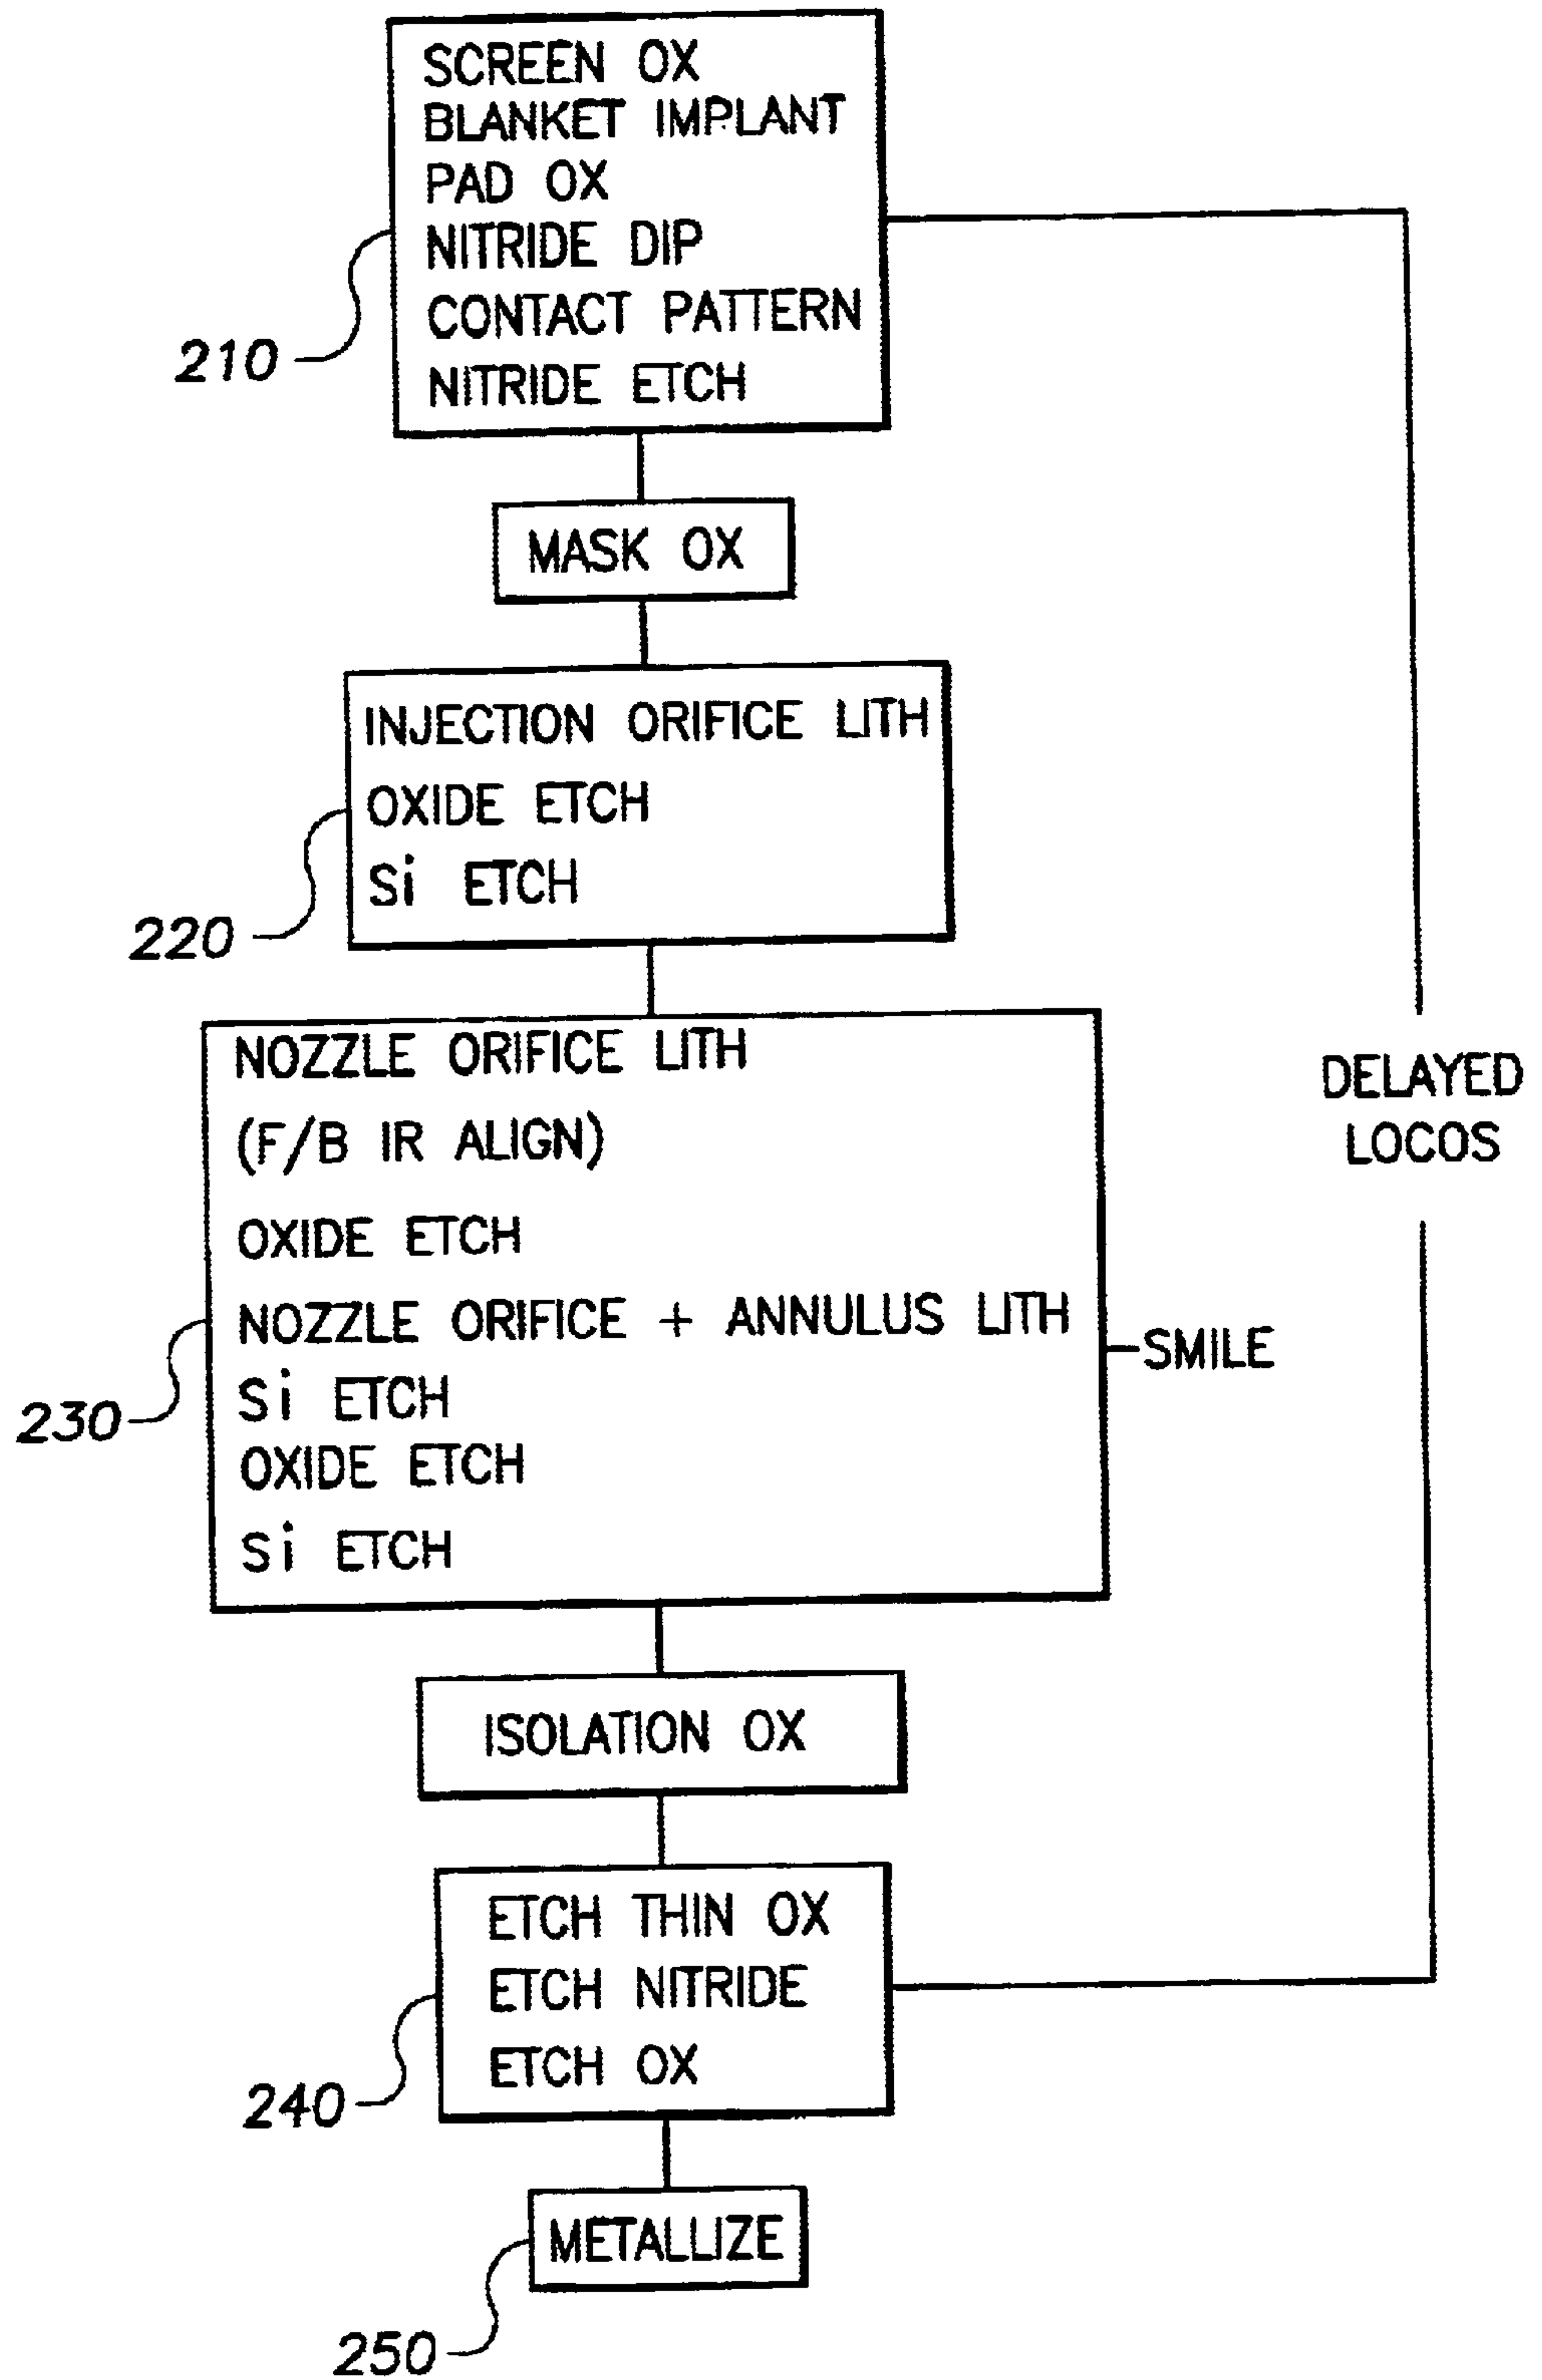 SCREEN OX
BLANKET IMPLANT
PAD OX
NITRIDE DIP
CONTACT PATTERN
NITRIDE ETCH
210
MASK OX
INJECTION ORIFICE LITH
OXIDE ETCH
Si ETCH
220
NOZZLE ORIFICE LITH
(F/B IR ALIGN)
OXIDE ETCH
NOZZLE ORIFICE + ANNULUS LITH
Si ETCH
OXIDE ETCH
Si ETCH
230
SMILE
DELAYED
LOCOS
ISOLATION OX
ETCH THIN OX
ETCH NITRIDE
ETCH OX
240
METALLIZE
250